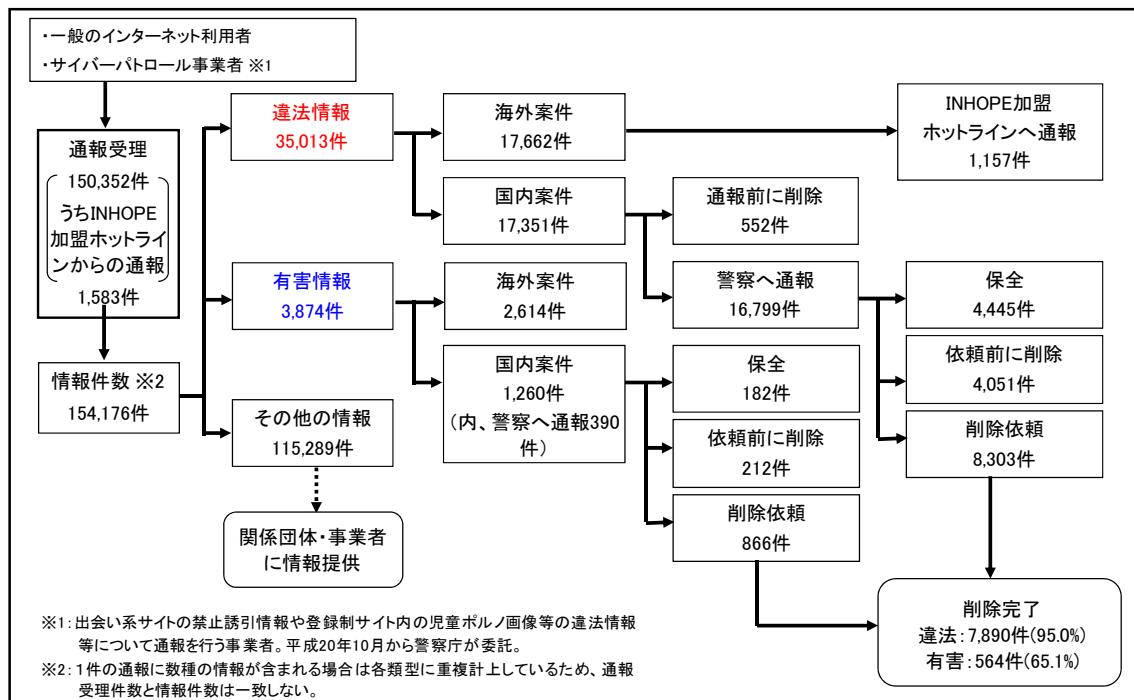 ・一般のインターネット利用者
・サイバーパトロール事業者 ※1
通報受理
150,352件
うちINHOPE
加盟ホットライ
ンからの通報
1,583件
情報件数 ※2
154,176件
違法情報
35,013件
有害情報
3,874件
その他の情報
115,289件
関係団体・事業者
に情報提供
海外案件
17,662件
国内案件
17,351件
海外案件
2,614件
国内案件
1,260件
(内、警察へ通報390
件)
INHOPE加盟
ホットラインへ通報
1,157件
通報前に削除
552件
警察へ通報
16,799件
保全
4,445件
依頼前に削除
4,051件
削除依頼
8,303件
保全
182件
依頼前に削除
212件
削除依頼
866件
削除完了
違法：7,890件(95.0%)
有害：564件(65.1%)
※1：出会い系サイトの禁止誘引情報や登録制サイト内の児童ポルノ画像等の違法情報
等について通報を行う事業者。平成20年10月から警察庁が委託。
※2：1件の通報に数種の情報が含まれる場合は各類型に重複計上しているため、通報
受理件数と情報件数は一致しない。